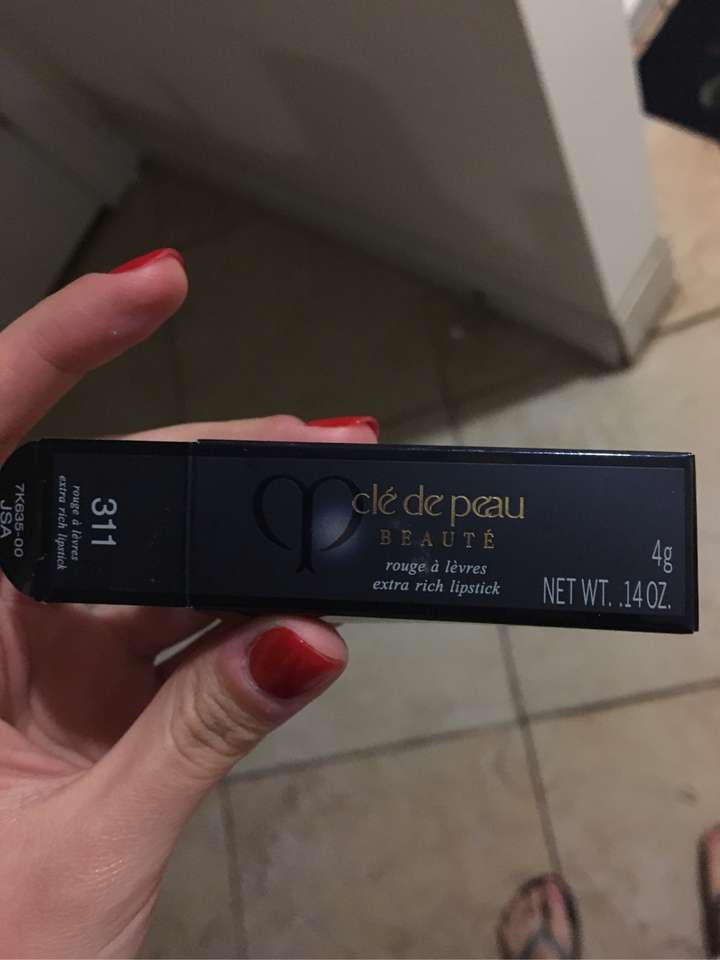 clé de peau
BEAUTÉ
rouge à lèvres
extra rich lipstick
4g
NET WT. .14 OZ.
311
rouge à lèvres
extra rich lipstick
7K635-00
JSA